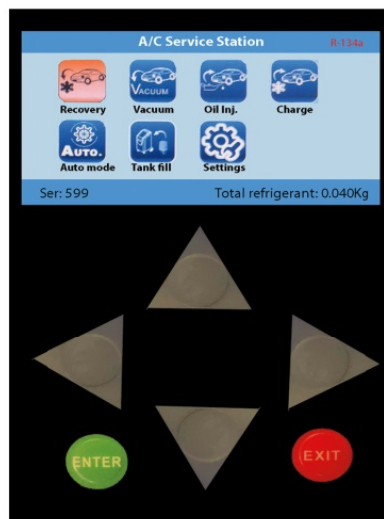 A/C Service Station R-134a
VACUUM
Recovery Vacuum Oil Inj. Charge
AUTO.
Auto mode Tank fill Settings
Ser: 599 Total refrigerant: 0.040Kg
ENTER EXIT